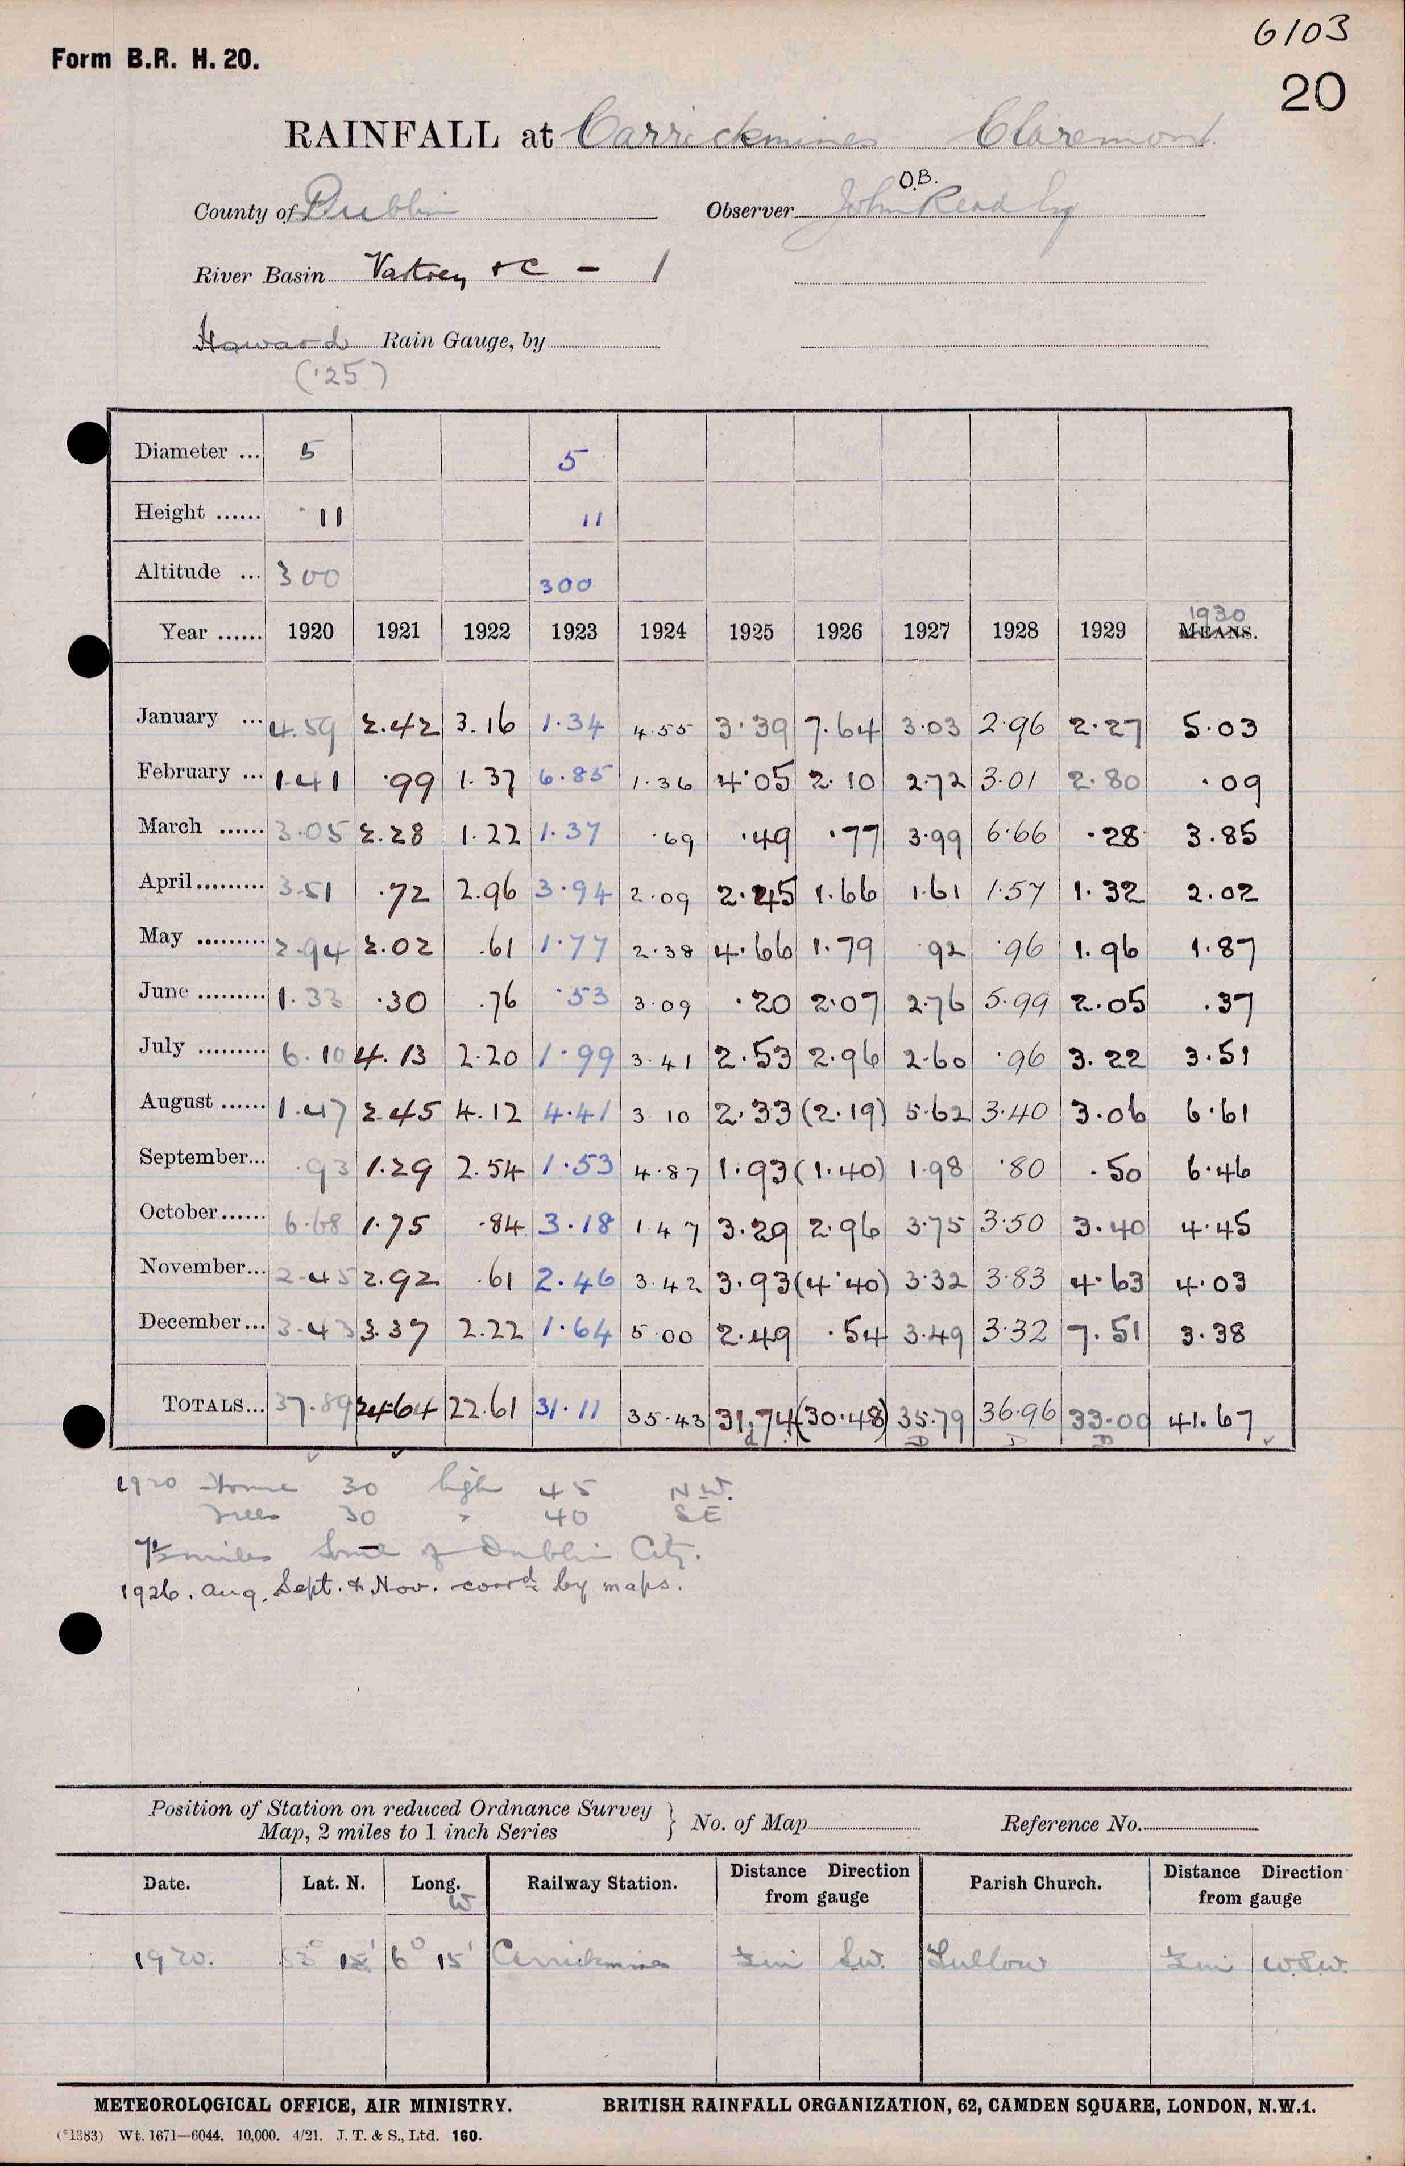 6103
Form B.R. H. 20.
20
RAINFALL at Carrickmines Claremont.
O.B.
County of Dublin Observer John Read Esq
River Basin Vartrey &c - 1
Howard Rain Gauge, by
('25)
Diameter ... 5 5
Height ...... 11 11
Altitude ... 300 300
1930
Year ...... 1920 1921 1922 1923 1924 1925 1926 1927 1928 1929 MEANS.
January ... 4.59 2.42 3.16 1.34 4.55 3.39 7.64 3.03 2.96 2.27 5.03
February ... 1.41 .99 1.37 6.85 1.36 4.05 2.10 2.72 3.01 2.80 .09
March ...... 3.05 2.28 1.22 1.37 .69 .49 .77 3.99 6.66 .28 3.85
April......... 3.51 .72 2.96 3.94 2.09 2.45 1.66 1.61 1.57 1.32 2.02
May ......... 2.94 2.02 .61 1.77 2.38 4.66 1.79 .92 .96 1.96 1.87
June ......... 1.33 .30 .76 .53 3.09 .20 2.07 2.76 5.99 2.05 .37
July ......... 6.10 4.13 2.20 1.99 3.41 2.53 2.96 2.60 .96 3.22 3.51
August ...... 1.47 2.45 4.12 4.41 3.10 2.33 (2.19) 5.62 3.40 3.06 6.61
September... .93 1.29 2.54 1.53 4.87 1.93 (1.40) 1.98 .80 .50 6.46
October...... 6.68 1.75 .84 3.18 1.47 3.29 2.96 3.75 3.50 3.40 4.45
November... 2.45 2.92 .61 2.46 3.42 3.93 (4.40) 3.32 3.83 4.63 4.03
December... 3.43 3.37 2.22 1.64 5.00 2.49 .54 3.49 3.32 7.51 3.38
TOTALS... 37.89 24.64 22.61 31.11 35.43 31.74 (30.48) 35.79 36.96 33.00 41.67
1920 House 30 high 45 N.W.
Trees 30 " 40 SE
7½ miles South of Dublin City.
1926. Aug. Sept. & Nov. corrd. by maps.
Position of Station on reduced Ordnance Survey
Map, 2 miles to 1 inch Series } No. of Map Reference No.
Date. Lat. N. Long. W Railway Station. Distance Direction from gauge Parish Church. Distance Direction from gauge
1920. 53° 15' 6° 15' Carrickmines S.W. Tullow W.S.W.
METEOROLOGICAL OFFICE, AIR MINISTRY. BRITISH RAINFALL ORGANIZATION, 62, CAMDEN SQUARE, LONDON, N.W.1.
(*1383) Wt. 1671—6044. 10,000. 4/21. J. T. & S., Ltd. 160.